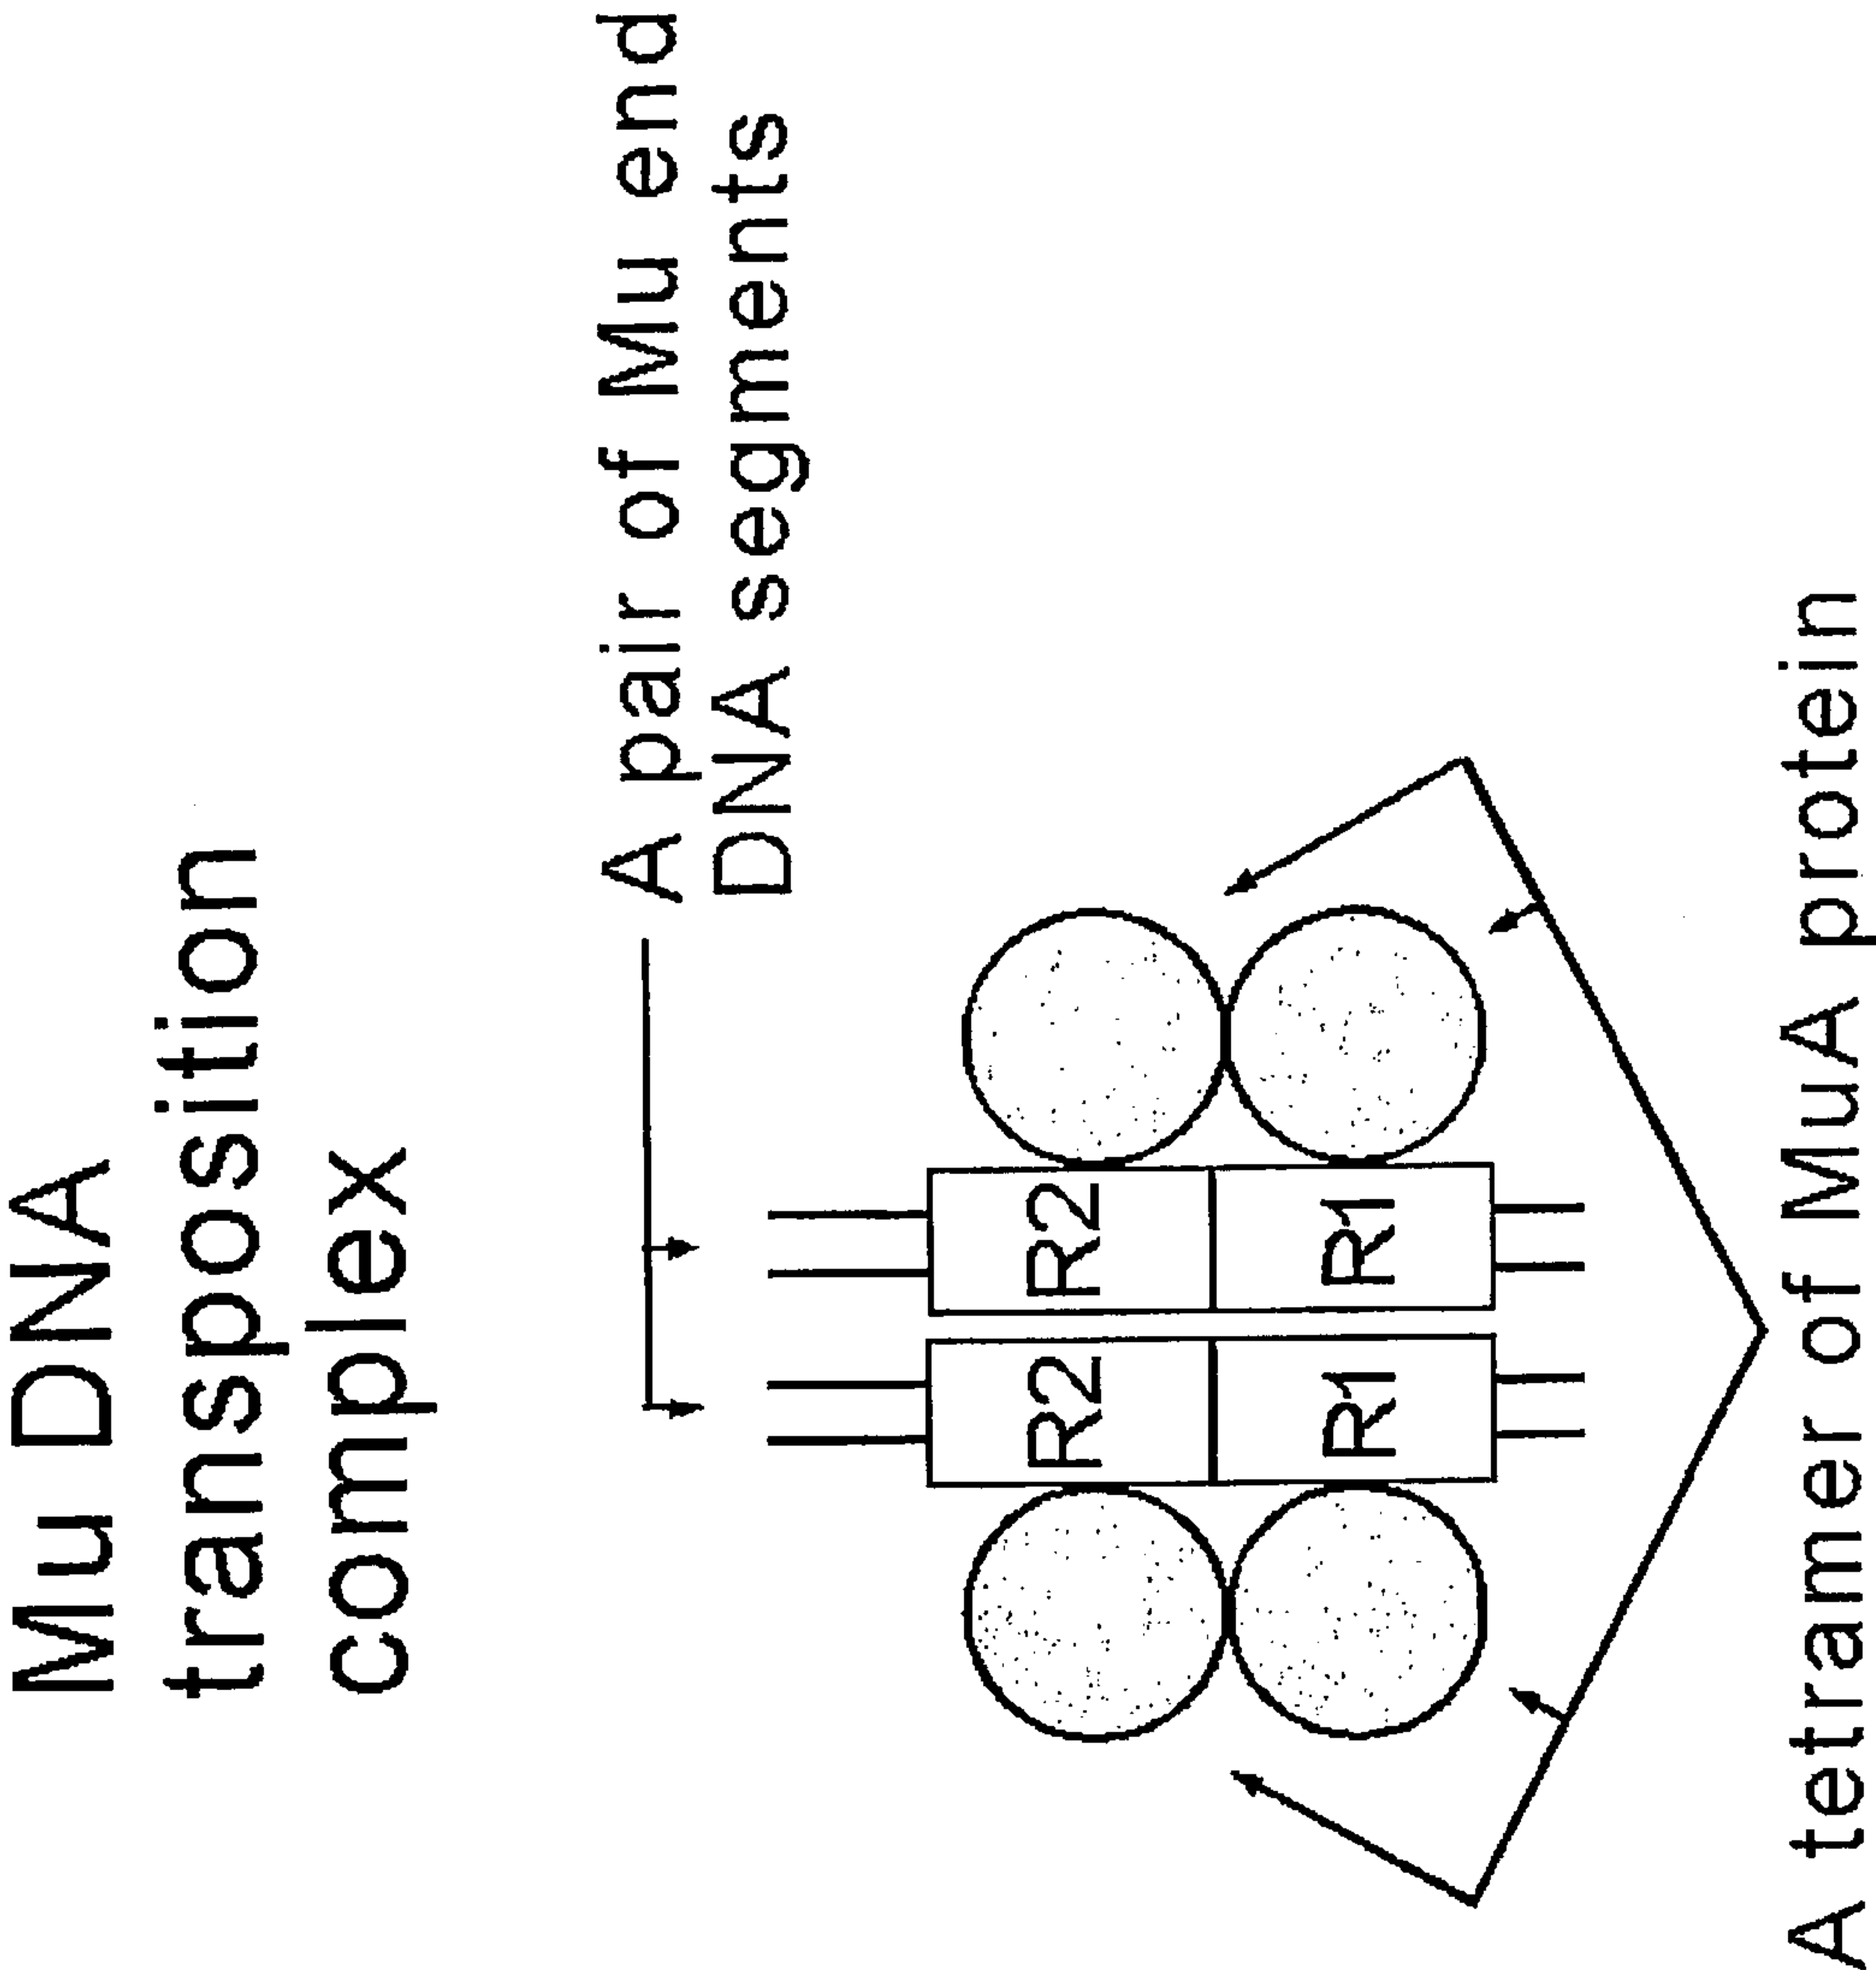 Mu DNA
transposition
complex
A pair of Mu end
DNA segments
R2
R2
R1
R1
A tetramer of MuA protein